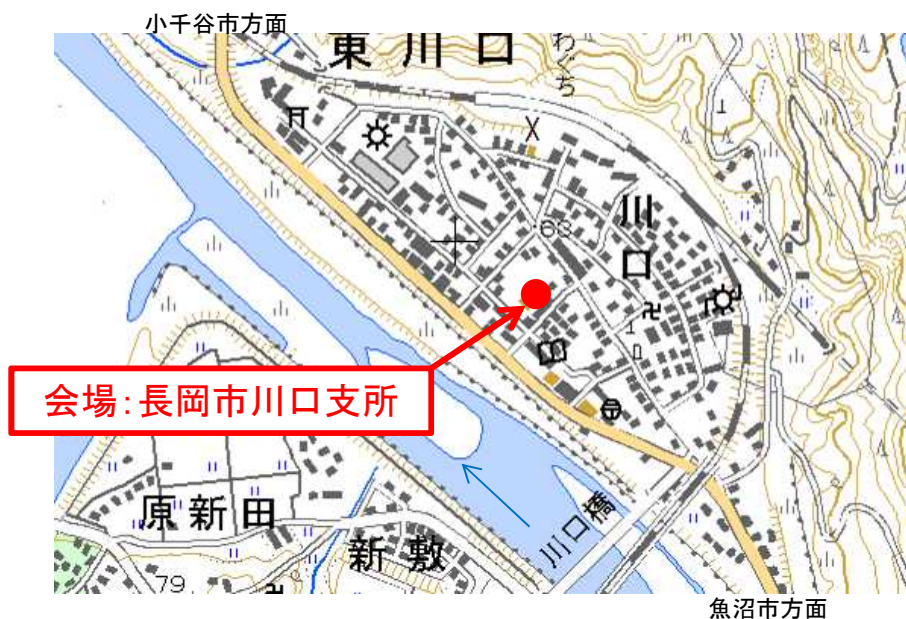 小千谷市方面
東川口
わぐち
63
川口
会場：長岡市川口支所
原新田
新敷
川口橋
79
魚沼市方面